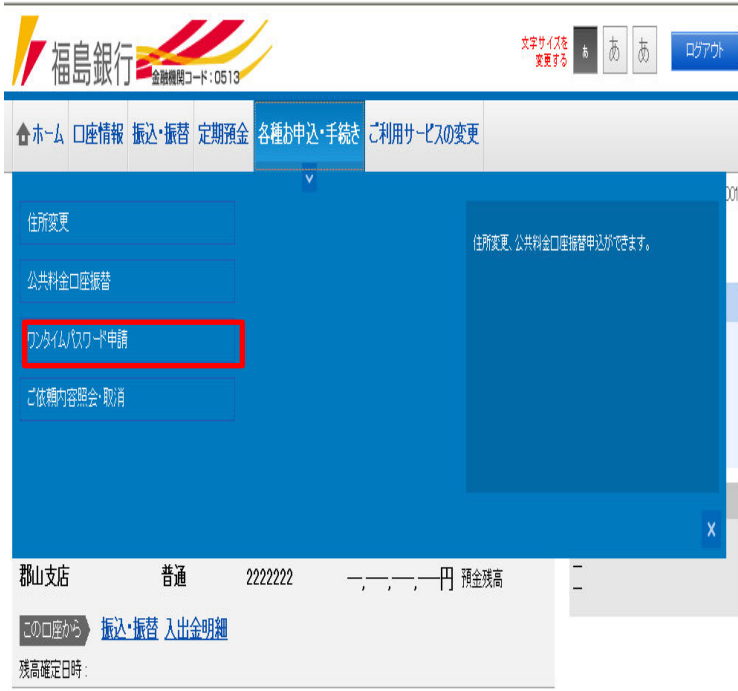 福島銀行
金融機関コード:0513
文字サイズを
変更する
あ あ あ
ログアウト
ホーム 口座情報 振込・振替 定期預金 各種お申込・手続き ご利用サービスの変更
001
住所変更
住所変更、公共料金口座振替申込ができます。
公共料金口座振替
ワンタイムパスワード申請
ご依頼内容照会・取消
X
郡山支店 普通 2222222 ―,―,―,―円 預金残高
このロ座から 振込・振替 入出金明細
残高確定日時: